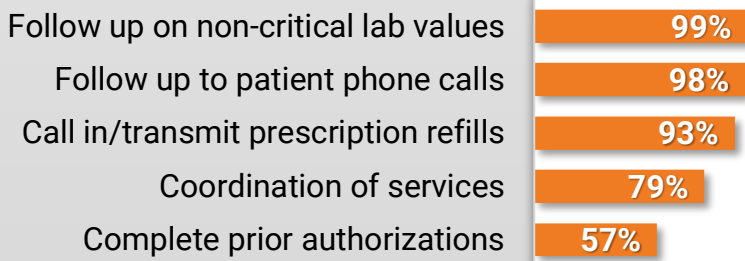 Follow up on non-critical lab values 99%
Follow up to patient phone calls 98%
Call in/transmit prescription refills 93%
Coordination of services 79%
Complete prior authorizations 57%